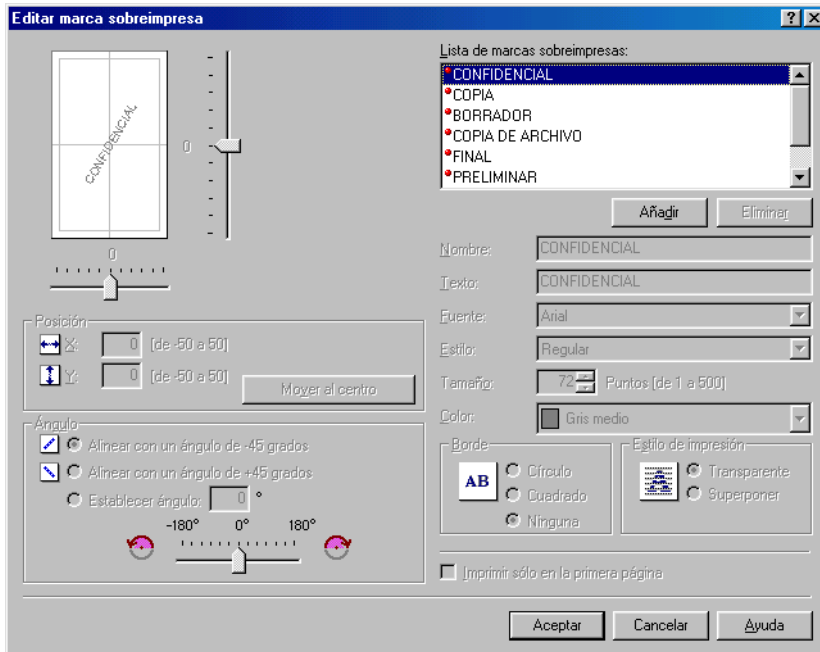 Editar marca sobreimpresa
CONFIDENCIAL
0
0
Posición
X: 0 [de -50 a 50]
Y: 0 [de -50 a 50]
Mover al centro
Ángulo
Alinear con un ángulo de -45 grados
Alinear con un ángulo de +45 grados
Establecer ángulo: 0 °
-180° 0° 180°
Lista de marcas sobreimpresas:
CONFIDENCIAL
COPIA
BORRADOR
COPIA DE ARCHIVO
FINAL
PRELIMINAR
Añadir Eliminar
Nombre: CONFIDENCIAL
Texto: CONFIDENCIAL
Fuente: Arial
Estilo: Regular
Tamaño: 72 Puntos [de 1 a 500]
Color: Gris medio
Borde
AB
Círculo
Cuadrado
Ninguna
Estilo de impresión
Transparente
Superponer
Imprimir sólo en la primera página
Aceptar Cancelar Ayuda